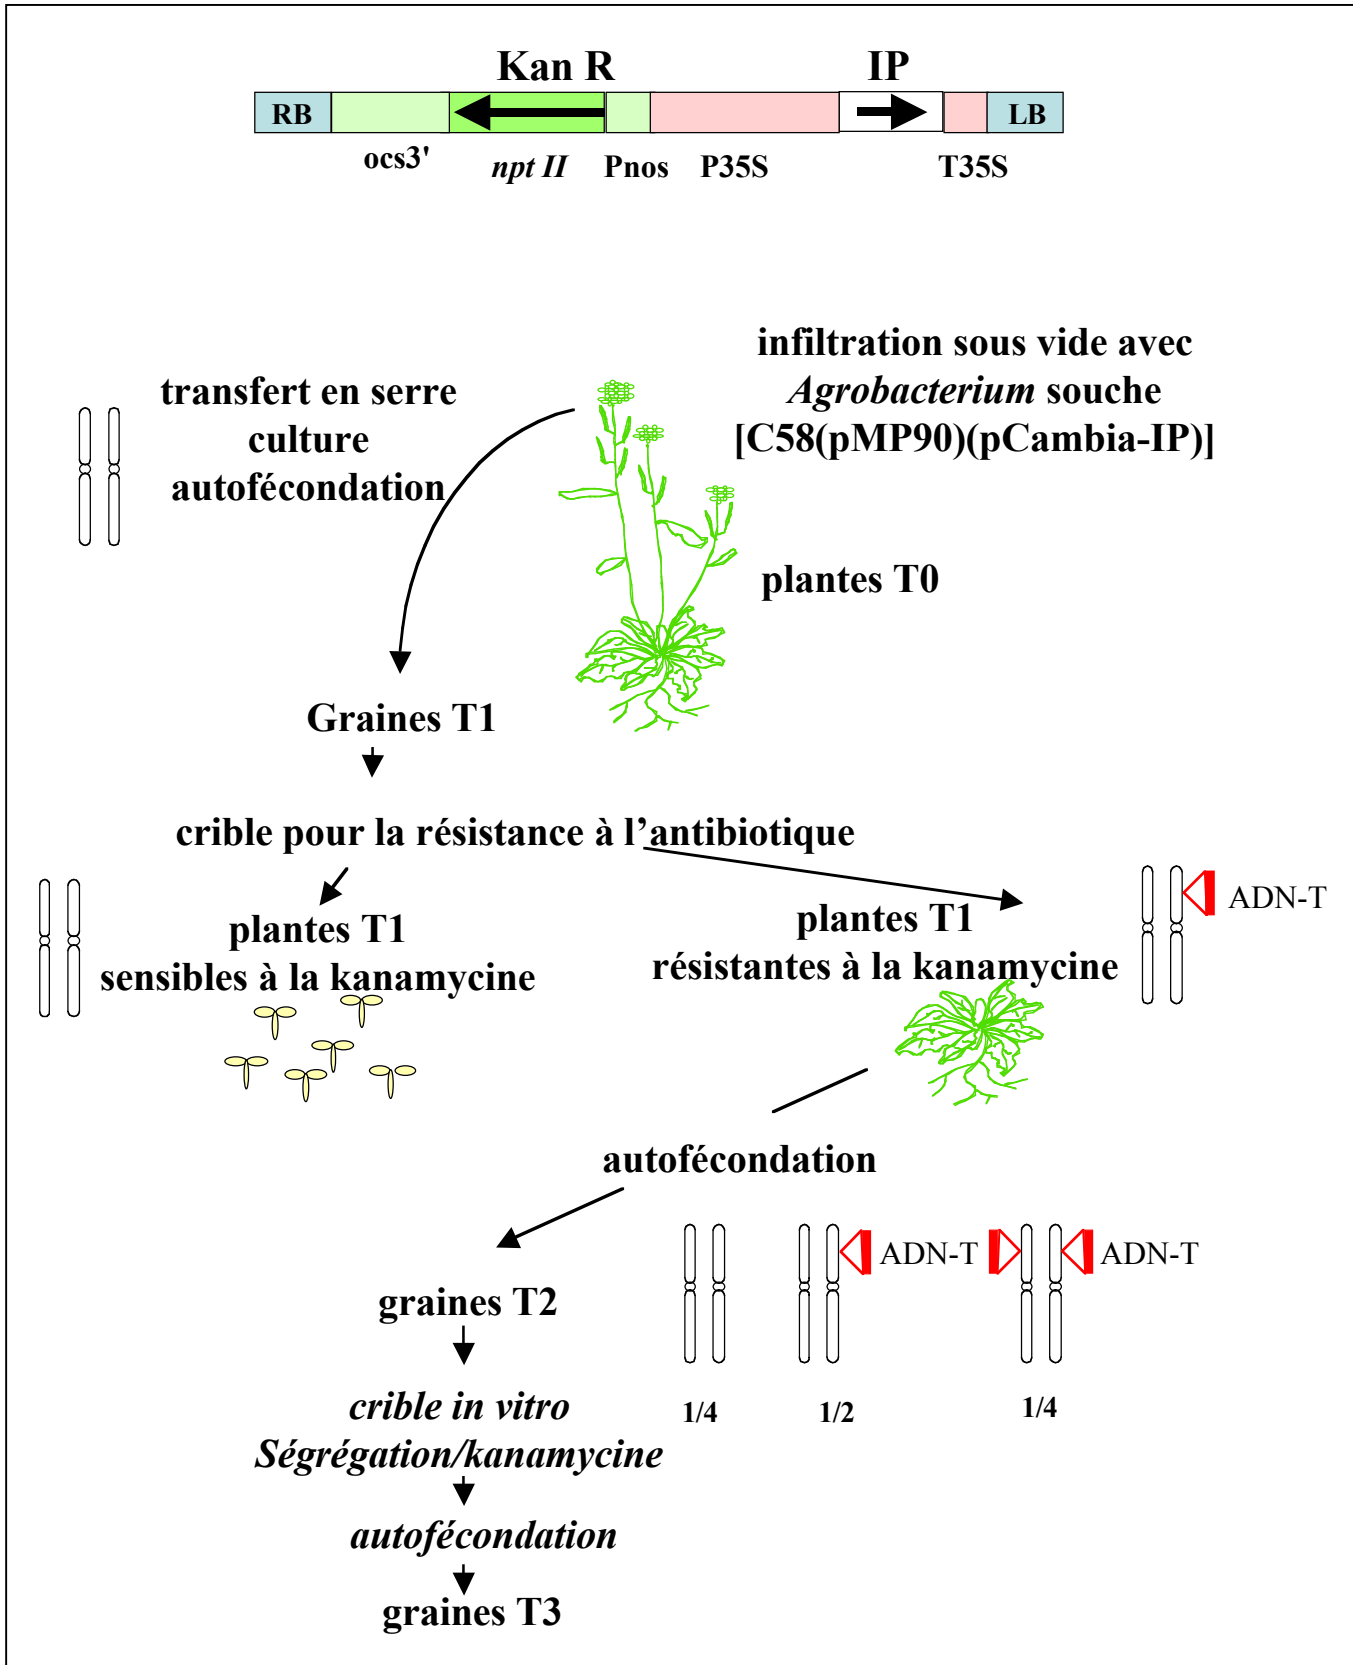 Kan R
IP
RB
LB
ocs3'
npt II
Pnos
P35S
T35S
infiltration sous vide avec
Agrobacterium souche
[C58(pMP90)(pCambia-IP)]
transfert en serre
culture
autofécondation
plantes T0
Graines T1
crible pour la résistance à l’antibiotique
plantes T1
sensibles à la kanamycine
plantes T1
résistantes à la kanamycine
ADN-T
autofécondation
ADN-T
ADN-T
graines T2
1/4
1/2
1/4
crible in vitro
Ségrégation/kanamycine
autofécondation
graines T3